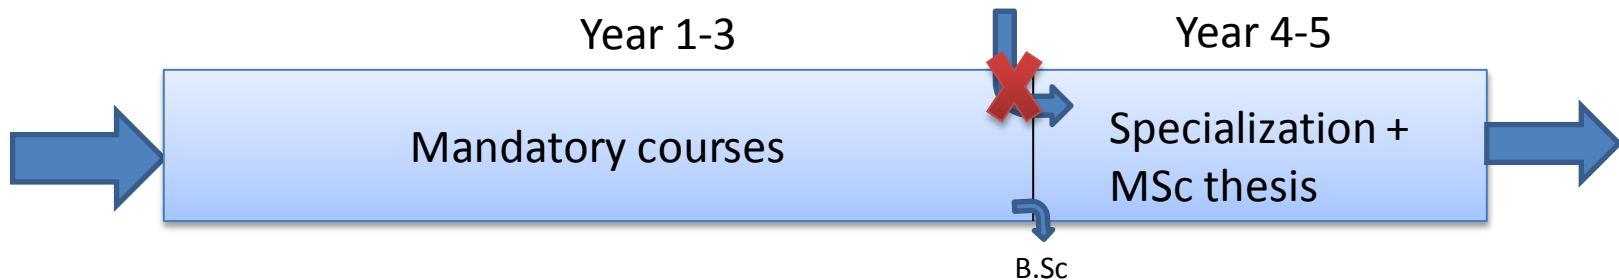 Year 1-3
Year 4-5
Mandatory courses
Specialization +
MSc thesis
B.Sc